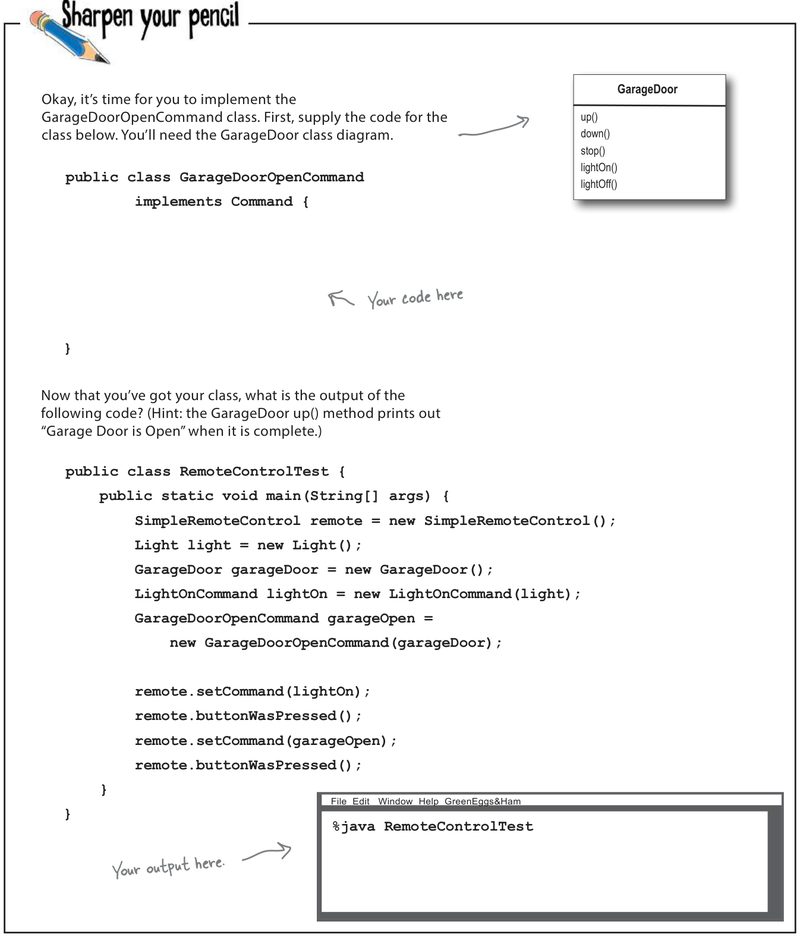 Sharpen your pencil
Okay, it's time for you to implement the
GarageDoorOpenCommand class. First, supply the code for the
class below. You'll need the GarageDoor class diagram.
GarageDoor
up()
down()
stop()
lightOn()
lightOff()
public class GarageDoorOpenCommand
implements Command {
Your code here
}
Now that you've got your class, what is the output of the
following code? (Hint: the GarageDoor up() method prints out
“Garage Door is Open” when it is complete.)
public class RemoteControlTest {
public static void main(String[] args) {
SimpleRemoteControl remote = new SimpleRemoteControl();
Light light = new Light();
GarageDoor garageDoor = new GarageDoor();
LightOnCommand lightOn = new LightOnCommand(light);
GarageDoorOpenCommand garageOpen =
new GarageDoorOpenCommand(garageDoor);
remote.setCommand(lightOn);
remote.buttonWasPressed();
remote.setCommand(garageOpen);
remote.buttonWasPressed();
}
}
File Edit Window Help GreenEggs&Ham
%java RemoteControlTest
Your output here.